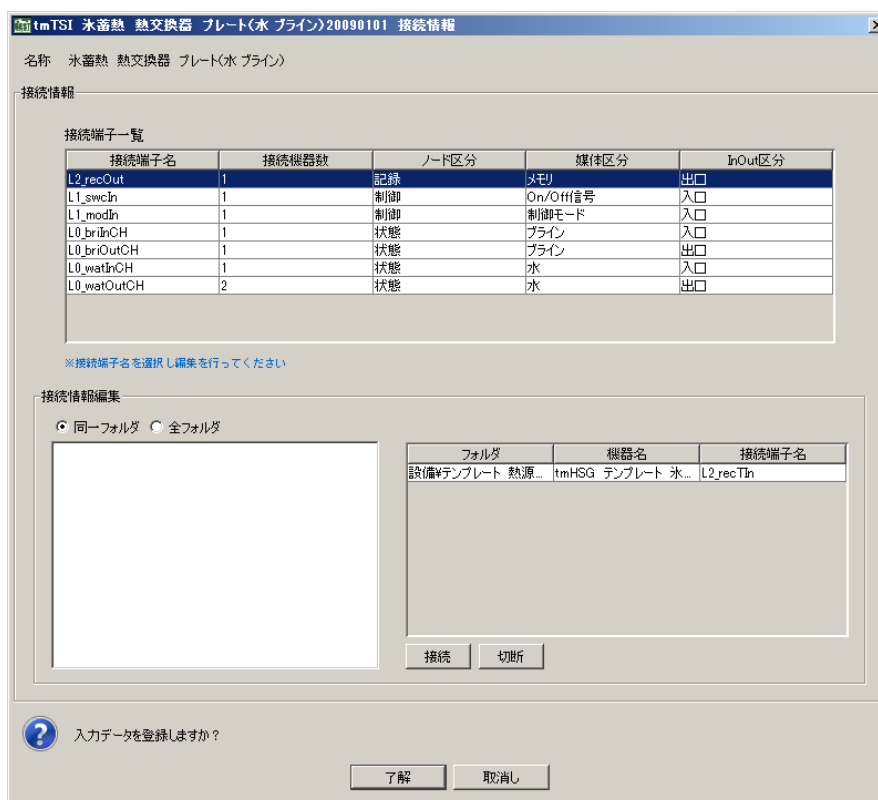 tmTSI 氷蓄熱 熱交換器 プレート(水 ブライン)20090101 接続情報
名称 氷蓄熱 熱交換器 プレート(水 ブライン)
接続情報
接続端子一覧
接続端子名 接続機器数 ノード区分 媒体区分 InOut区分
L2_recOut 1 記録 メモリ 出口
L1_swcIn 1 制御 On/Off信号 入口
L1_modIn 1 制御 制御モード 入口
L0_briInCH 1 状態 ブライン 入口
L0_briOutCH 1 状態 ブライン 出口
L0_watInCH 1 状態 水 入口
L0_watOutCH 2 状態 水 出口
※接続端子名を選択し編集を行ってください
接続情報編集
同一フォルダ 全フォルダ
フォルダ 機器名 接続端子名
設備¥テンプレート 熱源... tmHSG テンプレート 氷... L2_recTIn
接続 切断
入力データを登録しますか?
了解 取消し